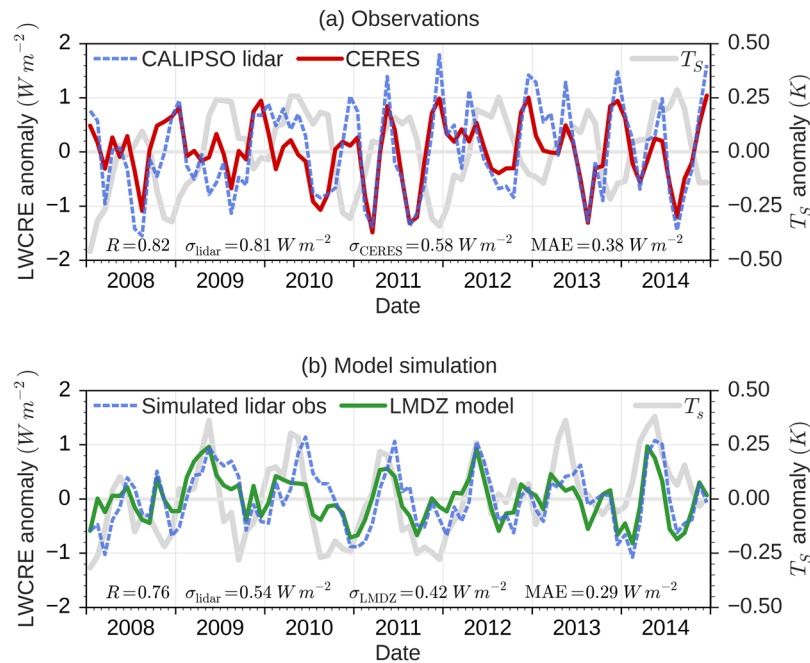 (a) Observations
CALIPSO lidar CERES T_S
2 1 0 −1 −2
LWCRE anomaly (W m⁻²)
0.50 0.25 0.00 −0.25 −0.50
T_S anomaly (K)
R=0.82 σ_lidar=0.81 W m⁻² σ_CERES=0.58 W m⁻² MAE=0.38 W m⁻²
2008 2009 2010 2011 2012 2013 2014
Date
(b) Model simulation
Simulated lidar obs LMDZ model T_s
2 1 0 −1 −2
LWCRE anomaly (W m⁻²)
0.50 0.25 0.00 −0.25 −0.50
T_S anomaly (K)
R=0.76 σ_lidar=0.54 W m⁻² σ_LMDZ=0.42 W m⁻² MAE=0.29 W m⁻²
2008 2009 2010 2011 2012 2013 2014
Date